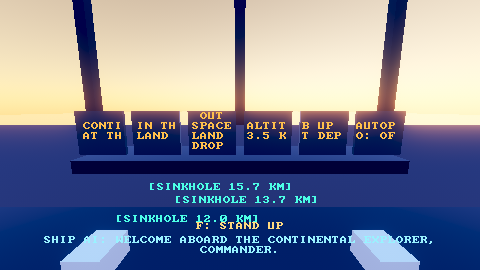 CONTI
AT TH
IN TH
LAND
OUT
SPACE
LAND
DROP
ALTIT
3.5 K
B UP
T DEP
AUTOP
O: OF
[SINKHOLE 15.7 KM]
[SINKHOLE 13.7 KM]
[SINKHOLE 12.0 KM]
F: STAND UP
SHIP AI: WELCOME ABOARD THE CONTINENTAL EXPLORER,
COMMANDER.